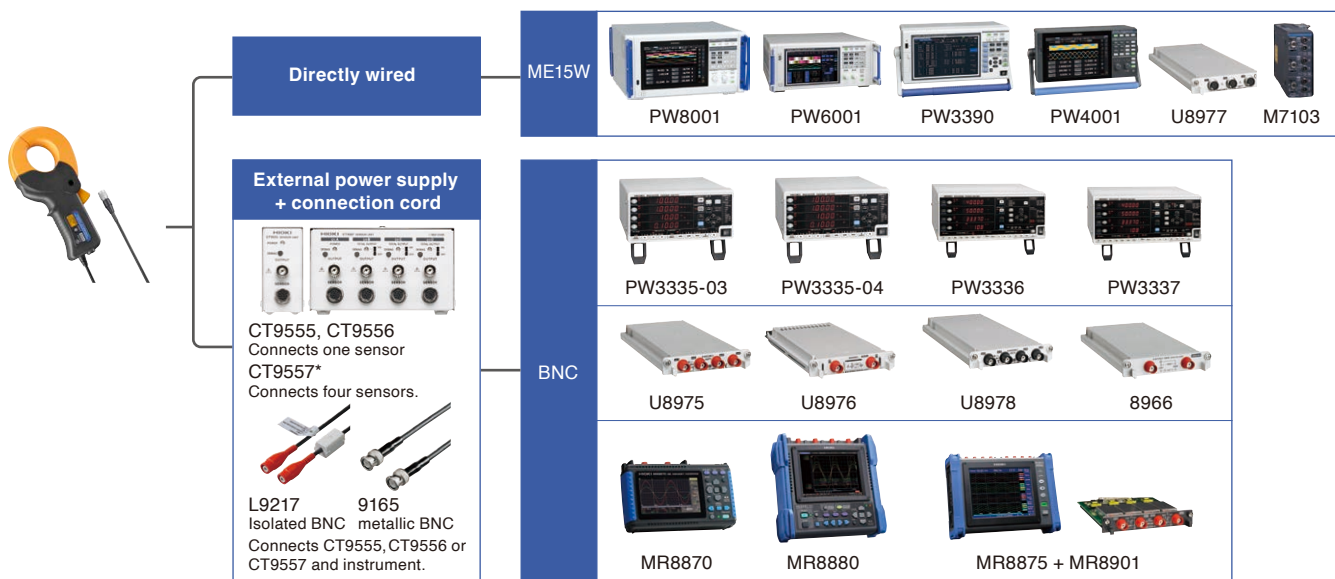 Directly wired
ME15W
PW8001
PW6001
PW3390
PW4001
U8977
M7103
External power supply
+ connection cord
HIOKI
CT9555, CT9556
Connects one sensor
CT9557*
Connects four sensors.
L9217
Isolated BNC
9165
metallic BNC
Connects CT9555, CT9556 or
CT9557 and instrument.
BNC
PW3335-03
PW3335-04
PW3336
PW3337
U8975
U8976
U8978
8966
MR8870
MR8880
MR8875 + MR8901